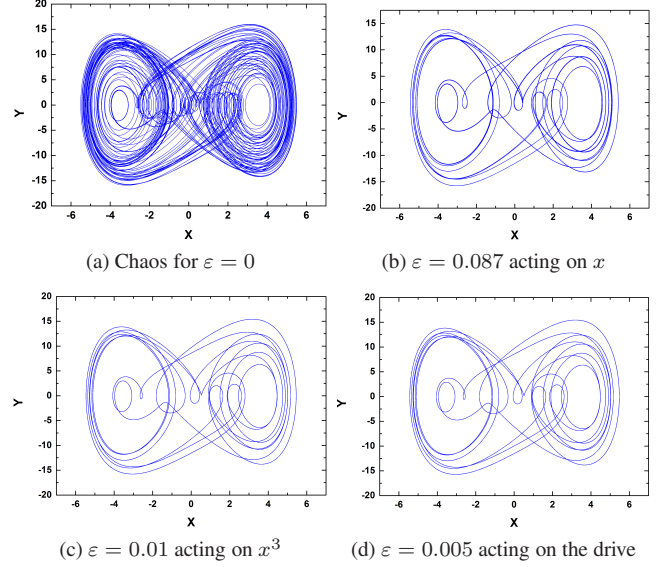 20
15
10
5
0
-5
-10
-15
-20
Y
-6 -4 -2 0 2 4 6
X
(a) Chaos for ε = 0
15
10
5
0
-5
-10
-15
-20
Y
-6 -4 -2 0 2 4 6
X
(b) ε = 0.087 acting on x
20
15
10
5
0
-5
-10
-15
-20
Y
-6 -4 -2 0 2 4 6
X
(c) ε = 0.01 acting on x³
20
15
10
5
0
-5
-10
-15
-20
Y
-6 -4 -2 0 2 4 6
X
(d) ε = 0.005 acting on the drive